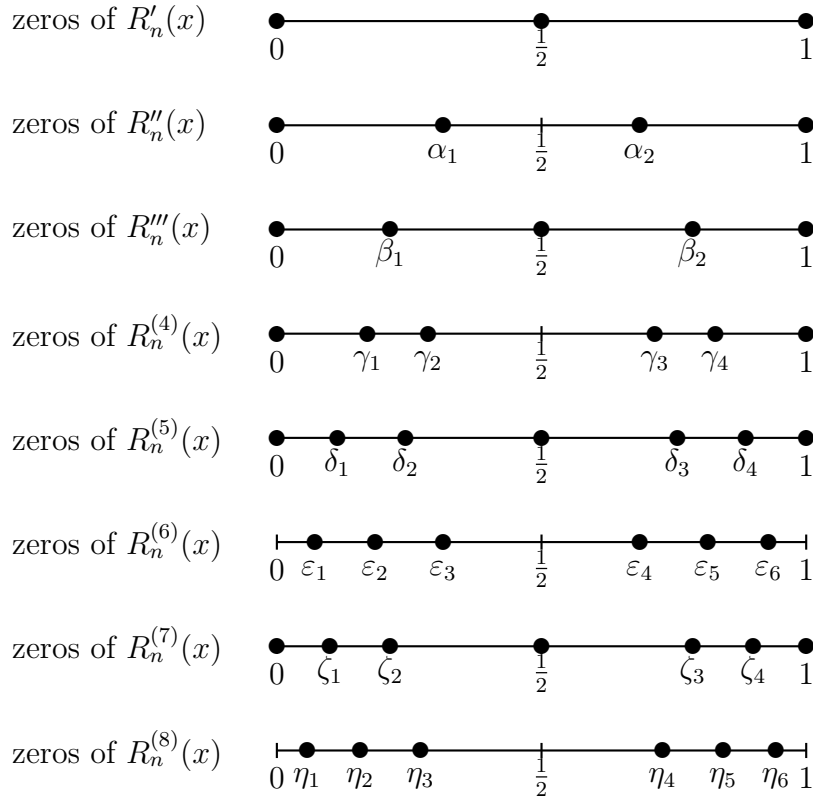 zeros of R′ₙ(x)
0 1/2 1
zeros of R″ₙ(x)
0 α₁ 1/2 α₂ 1
zeros of R‴ₙ(x)
0 β₁ 1/2 β₂ 1
zeros of Rₙ⁽⁴⁾(x)
0 γ₁ γ₂ 1/2 γ₃ γ₄ 1
zeros of Rₙ⁽⁵⁾(x)
0 δ₁ δ₂ 1/2 δ₃ δ₄ 1
zeros of Rₙ⁽⁶⁾(x)
0 ε₁ ε₂ ε₃ 1/2 ε₄ ε₅ ε₆ 1
zeros of Rₙ⁽⁷⁾(x)
0 ζ₁ ζ₂ 1/2 ζ₃ ζ₄ 1
zeros of Rₙ⁽⁸⁾(x)
0 η₁ η₂ η₃ 1/2 η₄ η₅ η₆ 1